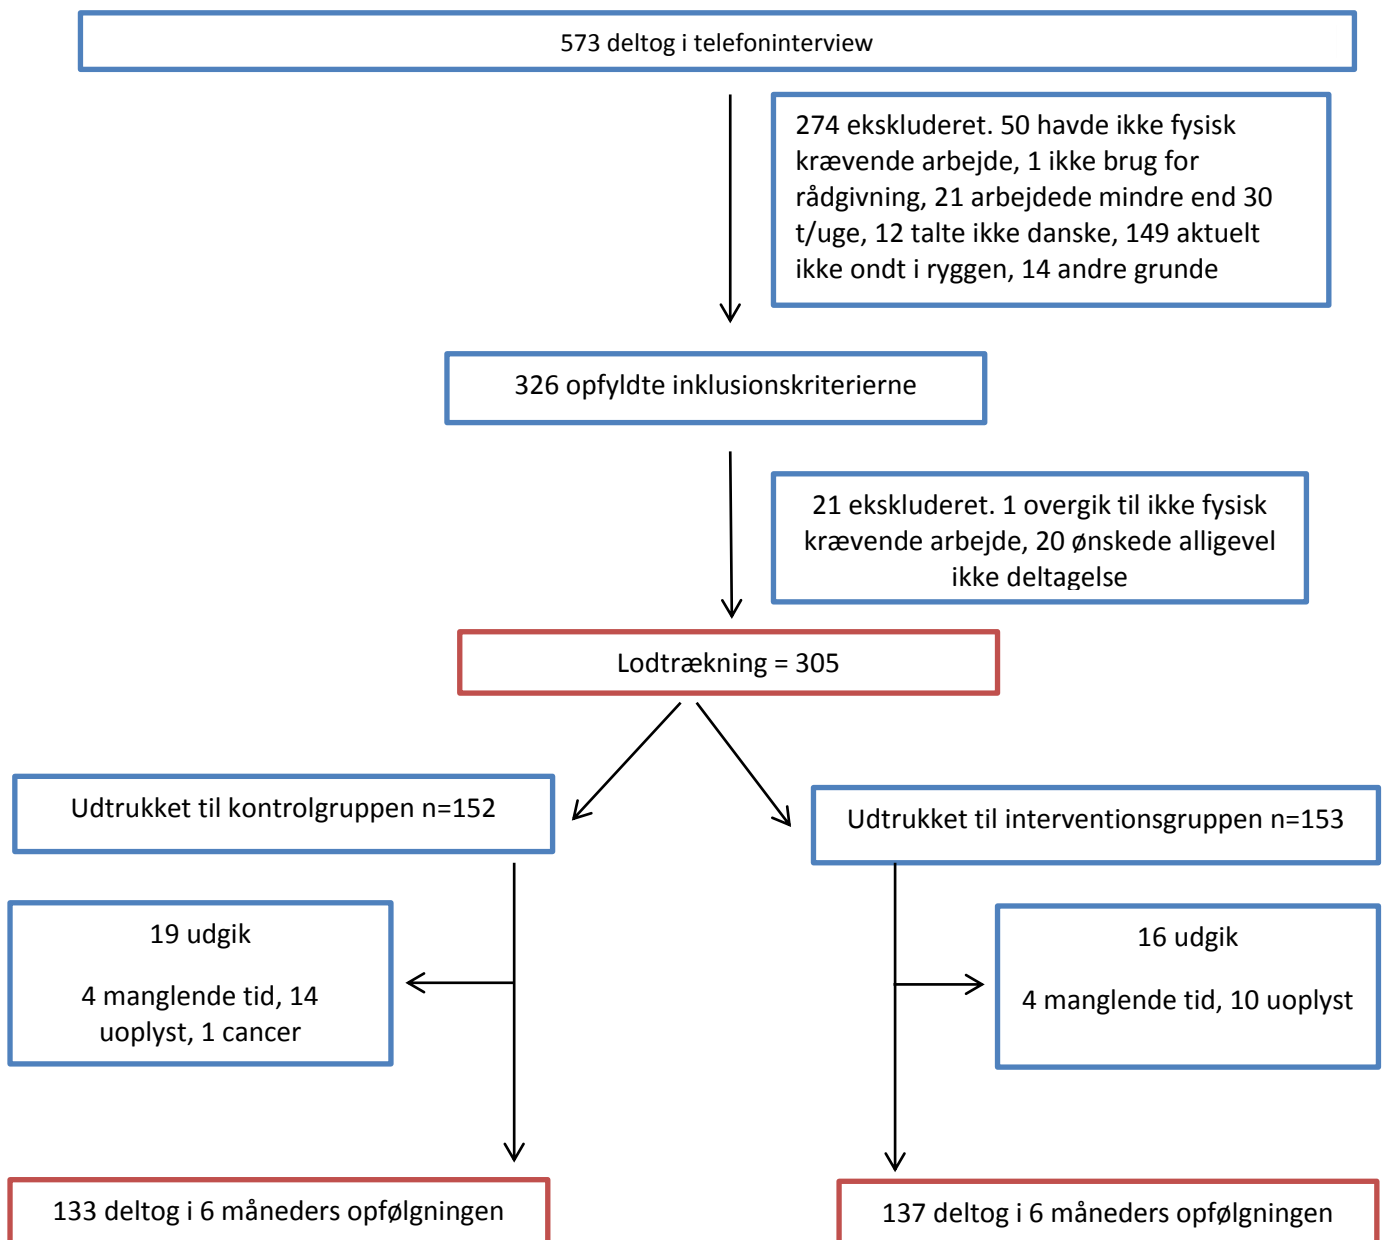 573 deltog i telefoninterview
274 ekskluderet. 50 havde ikke fysisk
krævende arbejde, 1 ikke brug for
rådgivning, 21 arbejdede mindre end 30
t/uge, 12 talte ikke danske, 149 aktuelt
ikke ondt i ryggen, 14 andre grunde
326 opfyldte inklusionskriterierne
21 ekskluderet. 1 overgik til ikke fysisk
krævende arbejde, 20 ønskede alligevel
ikke deltagelse
Lodtrækning = 305
Udtrukket til kontrolgruppen n=152
Udtrukket til interventionsgruppen n=153
19 udgik
4 manglende tid, 14
uoplyst, 1 cancer
16 udgik
4 manglende tid, 10 uoplyst
133 deltog i 6 måneders opfølgningen
137 deltog i 6 måneders opfølgningen